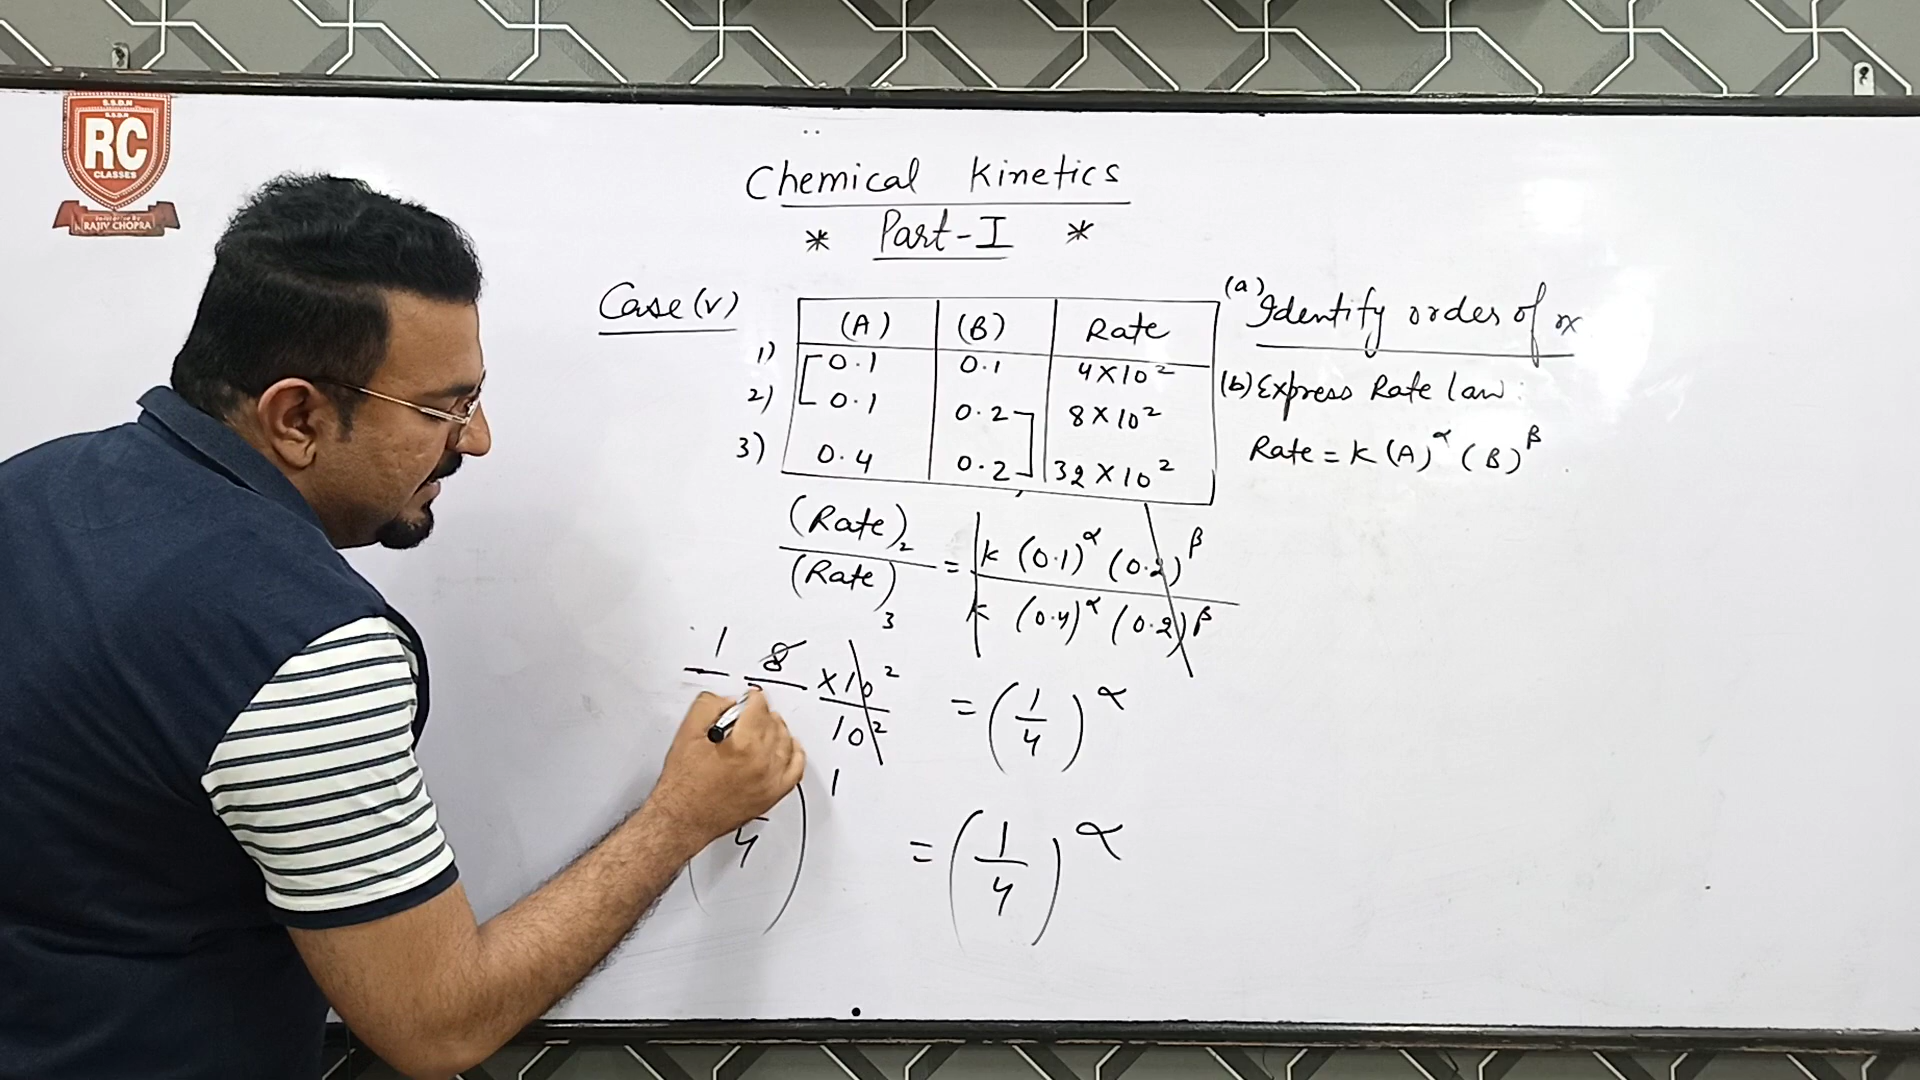 S.S.D.N
S.S.D.N
RC
CLASSES
RAJIV CHOPRA
Chemical Kinetics
* Part-I *
Case (v)
(A) (B) Rate
1) 0.1 0.1 4×10²
2) 0.1 0.2 8×10²
3) 0.4 0.2 32×10²
(a) Identify order of rx
(b) Express Rate law:
Rate = K (A)^α (B)^β
(Rate)₂ / (Rate)₃ = K (0.1)^α (0.2)^β / K (0.4)^α (0.2)^β
1 8 ×10² / 10² = (1/4)^α
1
4 = (1/4)^α